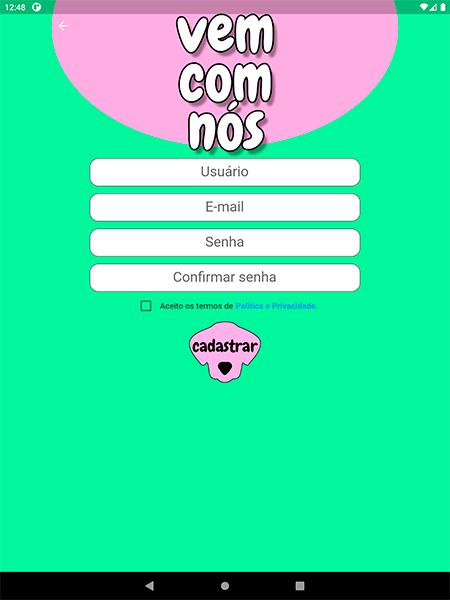 12:48
vem
com
nós
Usuário
E-mail
Senha
Confirmar senha
Aceito os termos de Política e Privacidade.
cadastrar